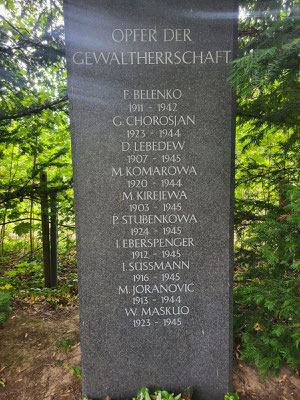 OPFER DER
GEWALTHERRSCHAFT
F. BELENKO
1911 - 1942
G. CHOROSJAN
1923 - 1944
D. LEBEDEW
1907 - 1945
M. KOMAROWA
1920 - 1944
M. KIREJEWA
1903 - 1945
P. STUBENKOWA
1924 - 1945
I. EBERSPENGER
1912 - 1945
I. SÜSSMANN
1916 - 1945
M. JORANOVIC
1913 - 1944
W. MASKUO
1923 - 1945